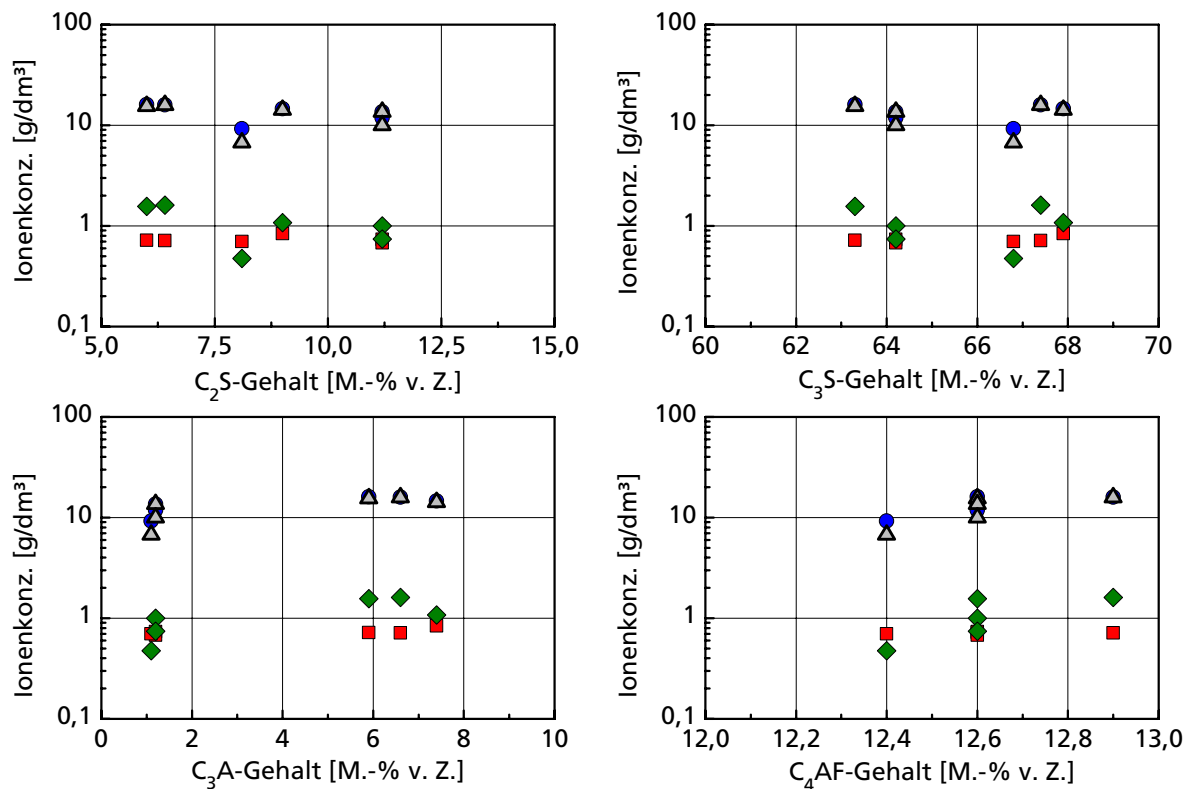 100
10
1
0,1
Ionenkonz. [g/dm³]
5,0 7,5 10,0 12,5 15,0
C₂S-Gehalt [M.-% v. Z.]
100
10
1
0,1
Ionenkonz. [g/dm³]
60 62 64 66 68 70
C₃S-Gehalt [M.-% v. Z.]
100
10
1
0,1
Ionenkonz. [g/dm³]
0 2 4 6 8 10
C₃A-Gehalt [M.-% v. Z.]
100
10
1
0,1
Ionenkonz. [g/dm³]
12,0 12,2 12,4 12,6 12,8 13,0
C₄AF-Gehalt [M.-% v. Z.]